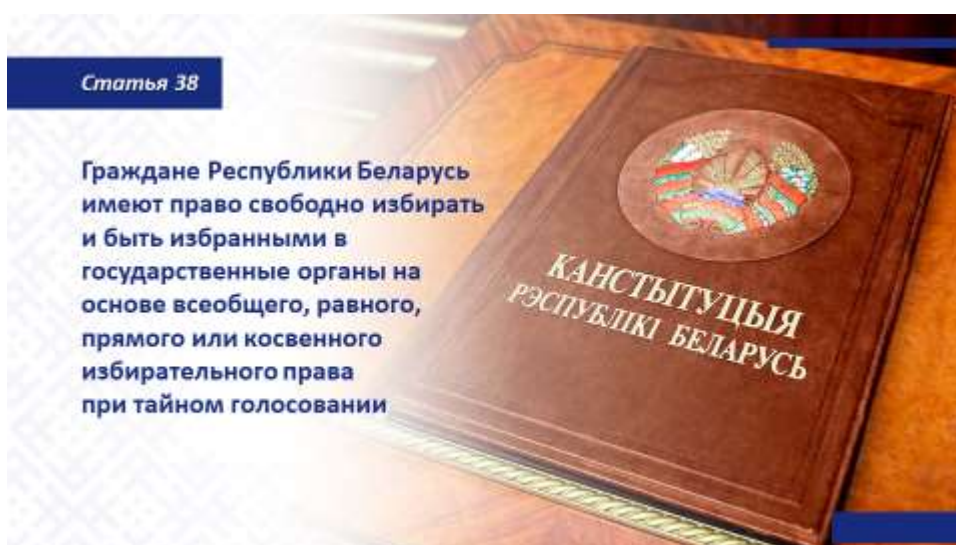 Статья 38
Граждане Республики Беларусь
имеют право свободно избирать
и быть избранными в
государственные органы на
основе всеобщего, равного,
прямого или косвенного
избирательного права
при тайном голосовании
КАНСТЫТУЦЫЯ
РЭСПУБЛІКІ БЕЛАРУСЬ